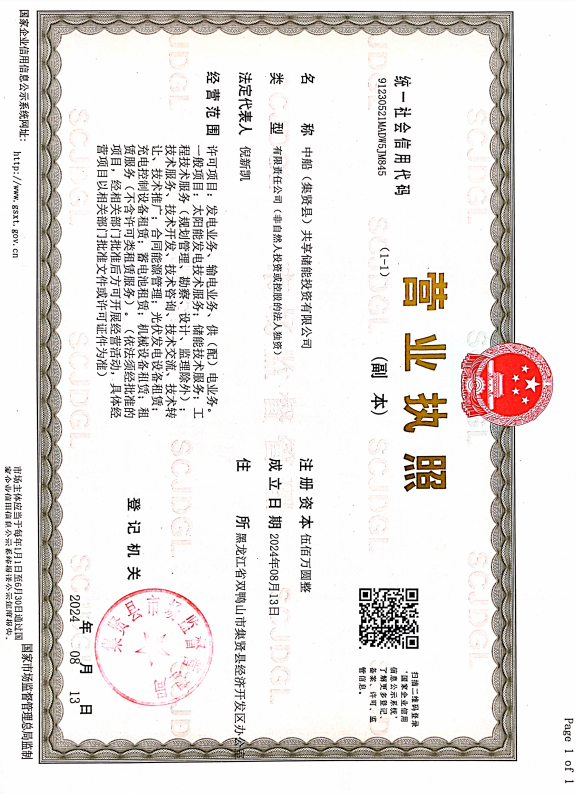 Page 1 of 1
营业执照
(副 本)
(1-1)
统一社会信用代码
91230521MADW5JM845
扫描二维码登录
"国家企业信用
信息公示系统"
了解更多登记、
备案、许可、监
管信息。
名 称 中船(集贤县)共享储能投资有限公司
类 型 有限责任公司(非自然人投资或控股的法人独资)
法定代表人 倪新凯
经营范围 许可项目:发电业务、输电业务、供(配)电业务。
一般项目:太阳能发电技术服务;储能技术服务;工
程技术服务(规划管理、勘察、设计、监理除外);
技术服务、技术开发、技术咨询、技术交流、技术转
让、技术推广;合同能源管理;光伏发电设备租赁;
充电控制设备租赁;蓄电池租赁;机械设备租赁;租
赁服务(不含许可类租赁服务)。(依法须经批准的
项目,经相关部门批准后方可开展经营活动,具体经
营项目以相关部门批准文件或许可证件为准)
注册资本 伍佰万圆整
成立日期 2024年08月13日
住 所 黑龙江省双鸭山市集贤县经济开发区办公室
登记机关
集贤县市场监督管理局
2024 年 08 月 13 日
国家企业信用信息公示系统网址: http://www.gsxt.gov.cn
市场主体应当于每年1月1日至6月30日通过国
家企业信用信息公示系统报送公示年度报告。
国家市场监督管理总局监制